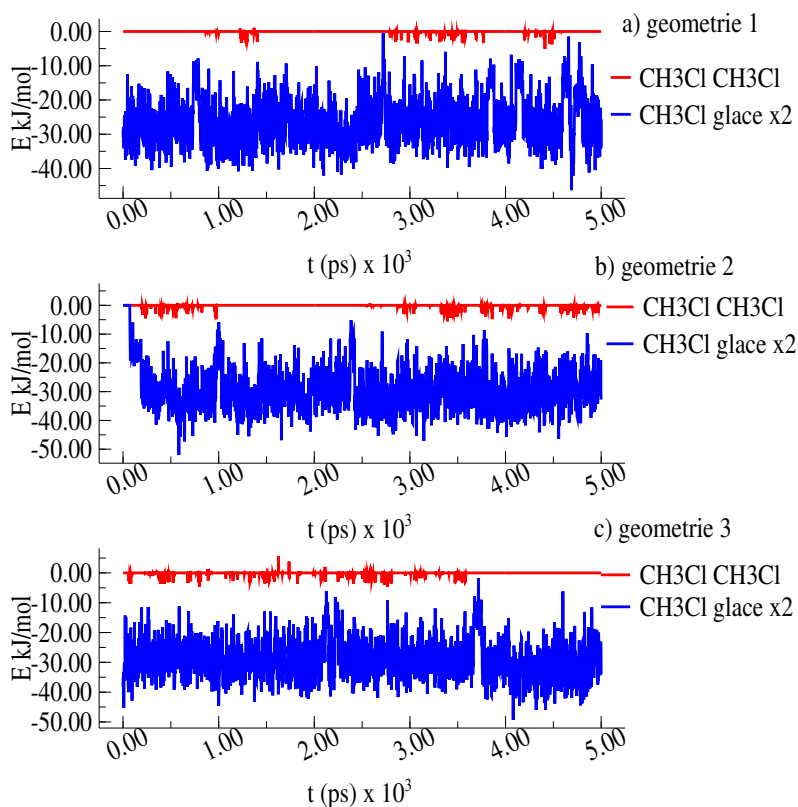 a) geometrie 1
0.00
-10.00
-20.00
-30.00
-40.00
E kJ/mol
CH3Cl CH3Cl
CH3Cl glace x2
0.00 1.00 2.00 3.00 4.00 5.00
t (ps) x 10³
b) geometrie 2
0.00
-10.00
-20.00
-30.00
-40.00
-50.00
E kJ/mol
CH3Cl CH3Cl
CH3Cl glace x2
0.00 1.00 2.00 3.00 4.00 5.00
t (ps) x 10³
c) geometrie 3
0.00
-10.00
-20.00
-30.00
-40.00
-50.00
E kJ/mol
CH3Cl CH3Cl
CH3Cl glace x2
0.00 1.00 2.00 3.00 4.00 5.00
t (ps) x 10³